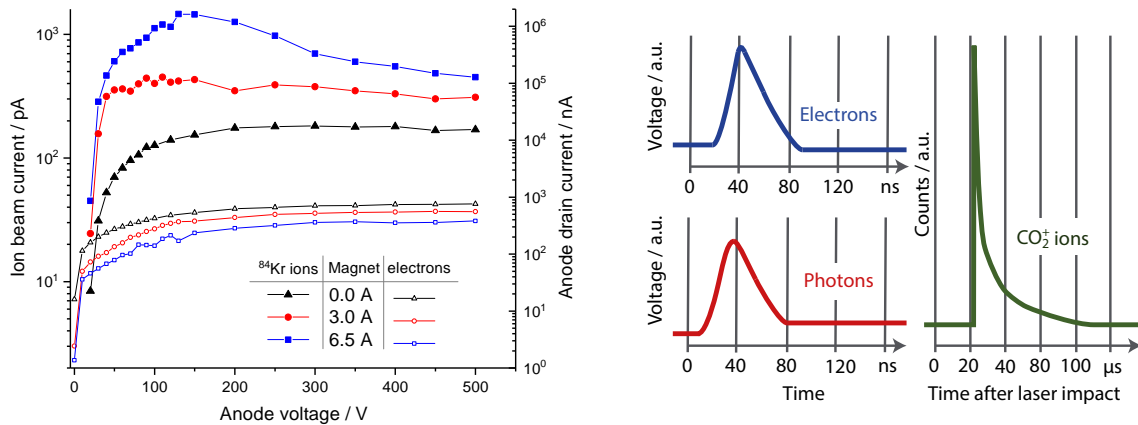 Ion beam current / pA
10³
10²
10¹
Anode drain current / nA
10⁶
10⁵
10⁴
10³
10²
10¹
10⁰
⁸⁴Kr ions Magnet electrons
0.0 A
3.0 A
6.5 A
0 100 200 300 400 500
Anode voltage / V
Voltage / a.u.
Electrons
0 40 80 120 ns
Voltage / a.u.
Photons
0 40 80 120 ns
Time
Counts / a.u.
CO₂⁺ ions
0 20 40 60 80 100 µs
Time after laser impact